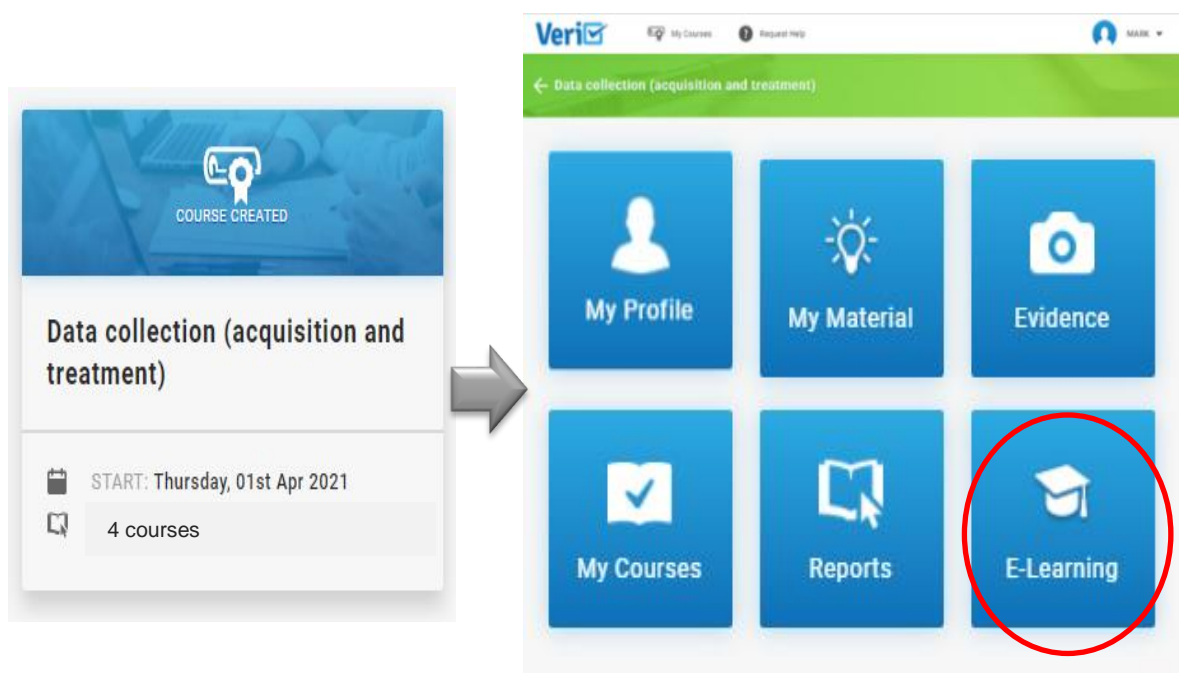 COURSE CREATED
Data collection (acquisition and
treatment)
START: Thursday, 01st Apr 2021
4 courses
Veri
My Courses
Request Help
MARK
Data collection (acquisition and treatment)
My Profile
My Material
Evidence
My Courses
Reports
E-Learning